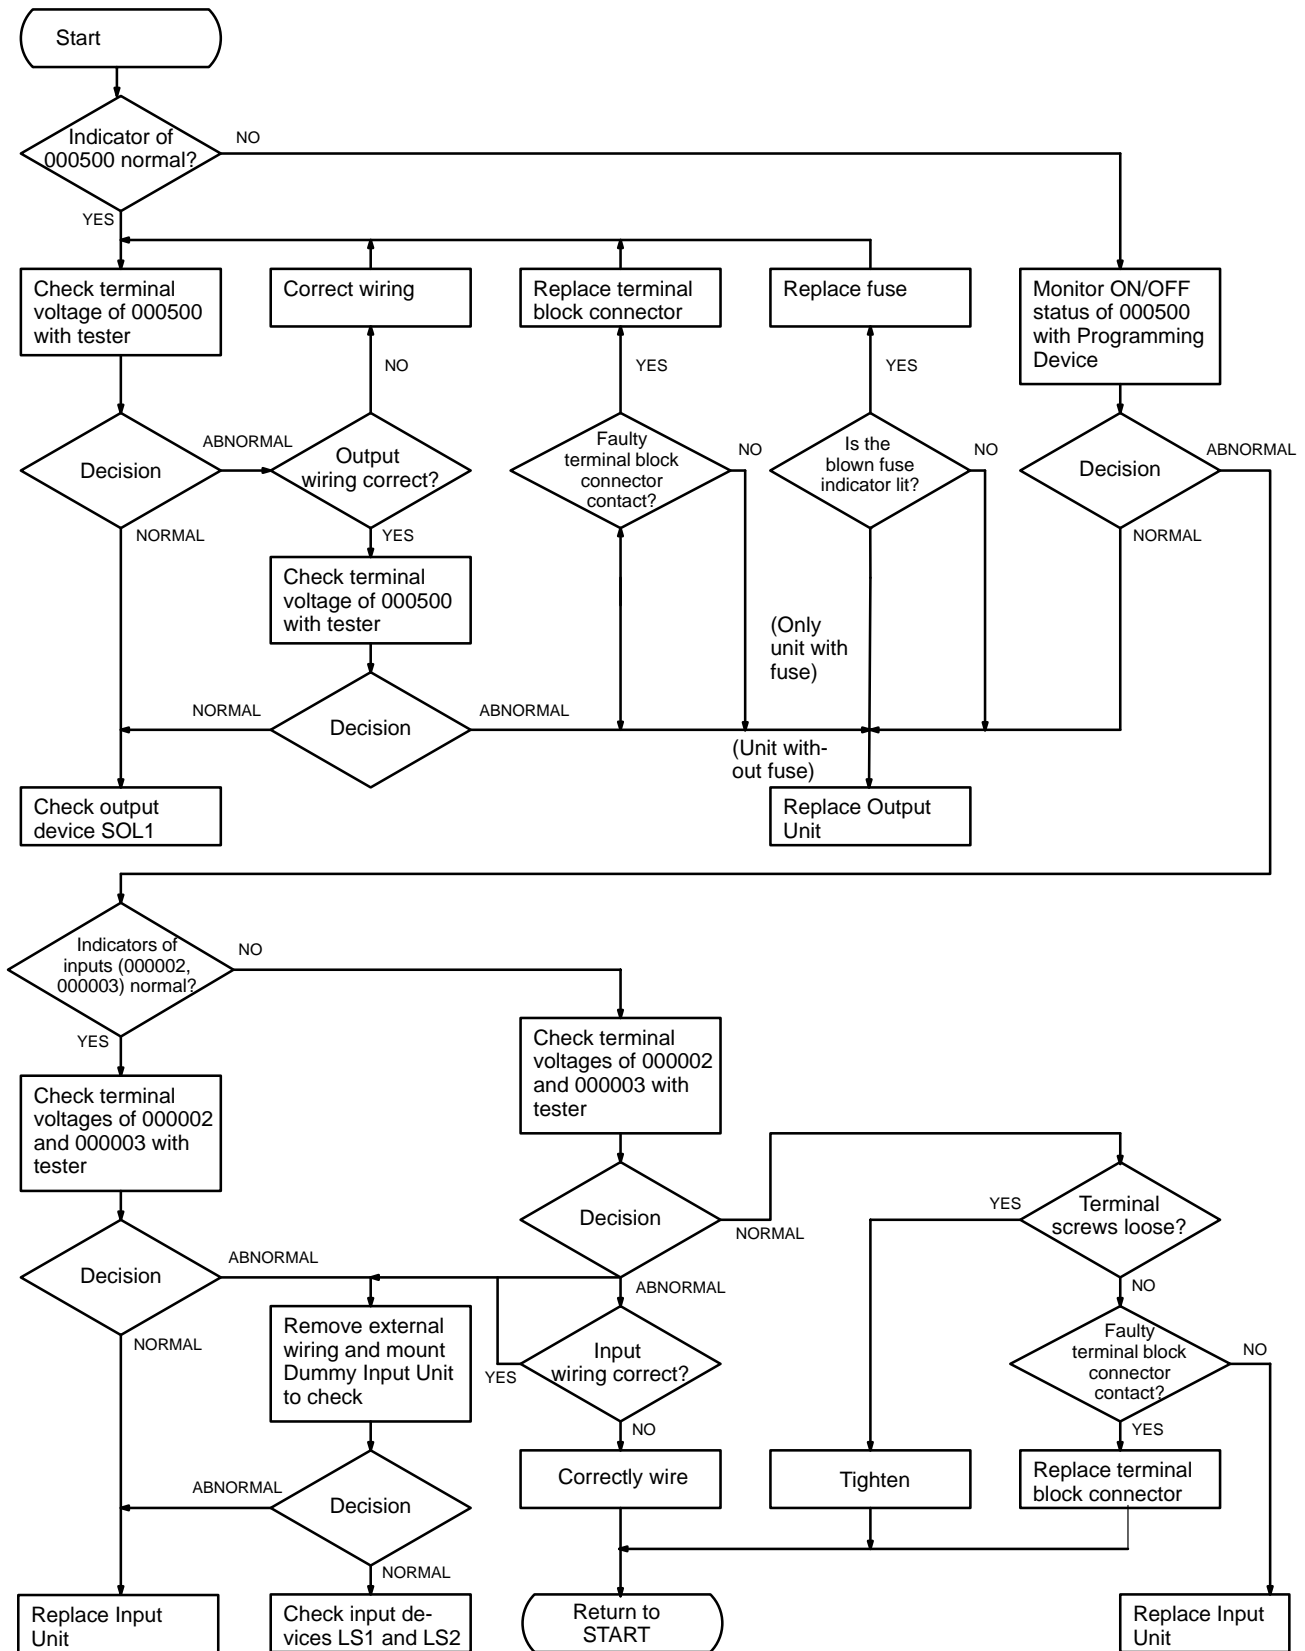 Start
Indicator of
000500 normal?
NO
YES
Check terminal
voltage of 000500
with tester
Correct wiring
Replace terminal
block connector
Replace fuse
Monitor ON/OFF
status of 000500
with Programming
Device
NO
YES
YES
Decision
ABNORMAL
Output
wiring correct?
Faulty
terminal block
connector
contact?
NO
Is the
blown fuse
indicator lit?
NO
Decision
ABNORMAL
NORMAL
YES
NORMAL
Check terminal
voltage of 000500
with tester
(Only
unit with
fuse)
NORMAL
Decision
ABNORMAL
(Unit with-
out fuse)
Check output
device SOL1
Replace Output
Unit
Indicators of
inputs (000002,
000003) normal?
NO
YES
Check terminal
voltages of 000002
and 000003 with
tester
Check terminal
voltages of 000002
and 000003 with
tester
Decision
NORMAL
YES
Terminal
screws loose?
Decision
ABNORMAL
ABNORMAL
NO
NORMAL
Remove external
wiring and mount
Dummy Input Unit
to check
YES
Input
wiring correct?
Faulty
terminal block
connector
contact?
NO
NO
YES
Correctly wire
Tighten
Replace terminal
block connector
ABNORMAL
Decision
NORMAL
Replace Input
Unit
Check input de-
vices LS1 and LS2
Return to
START
Replace Input
Unit